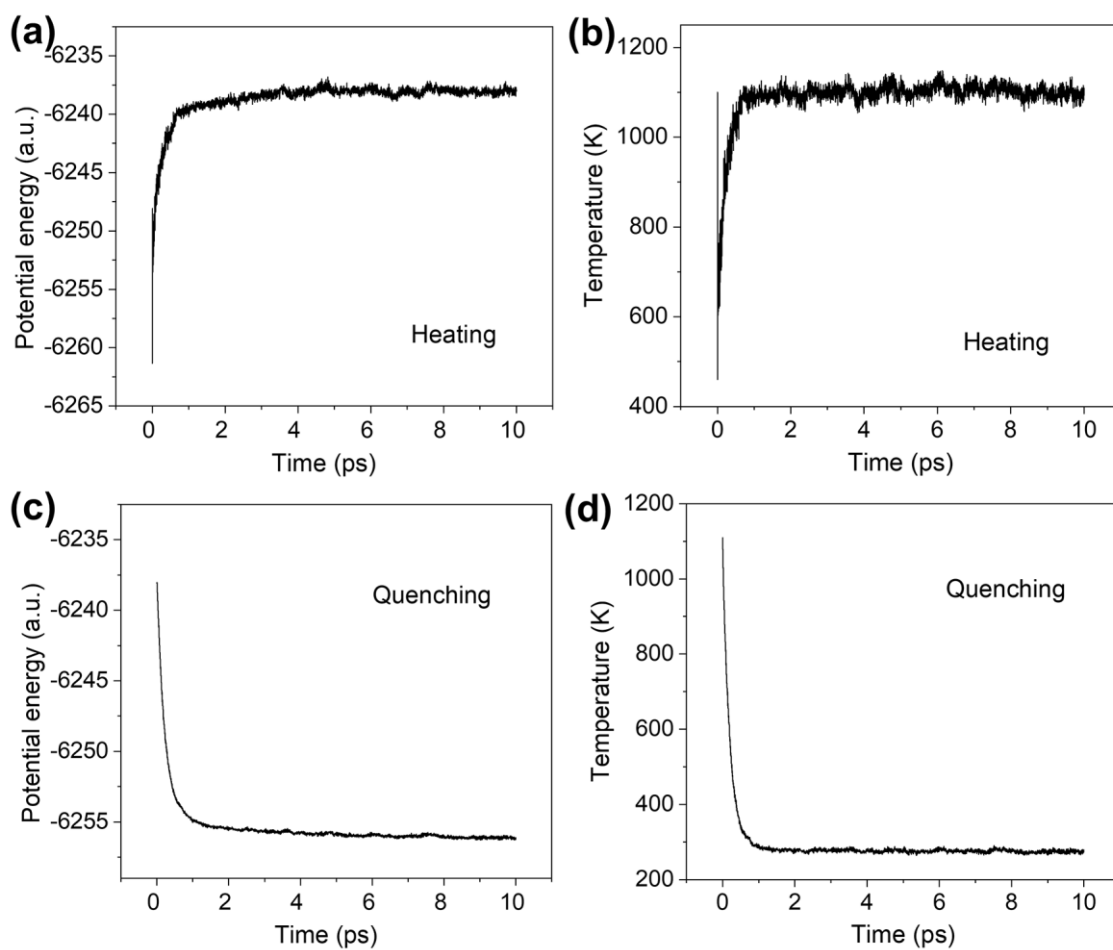 (a)
-6235
-6240
-6245
-6250
-6255
-6260
-6265
Potential energy (a.u.)
Heating
0 2 4 6 8 10
Time (ps)
(b)
1200
1000
800
600
400
Temperature (K)
Heating
0 2 4 6 8 10
Time (ps)
(c)
-6235
-6240
-6245
-6250
-6255
Potential energy (a.u.)
Quenching
0 2 4 6 8 10
Time (ps)
(d)
1200
1000
800
600
400
200
Temperature (K)
Quenching
0 2 4 6 8 10
Time (ps)